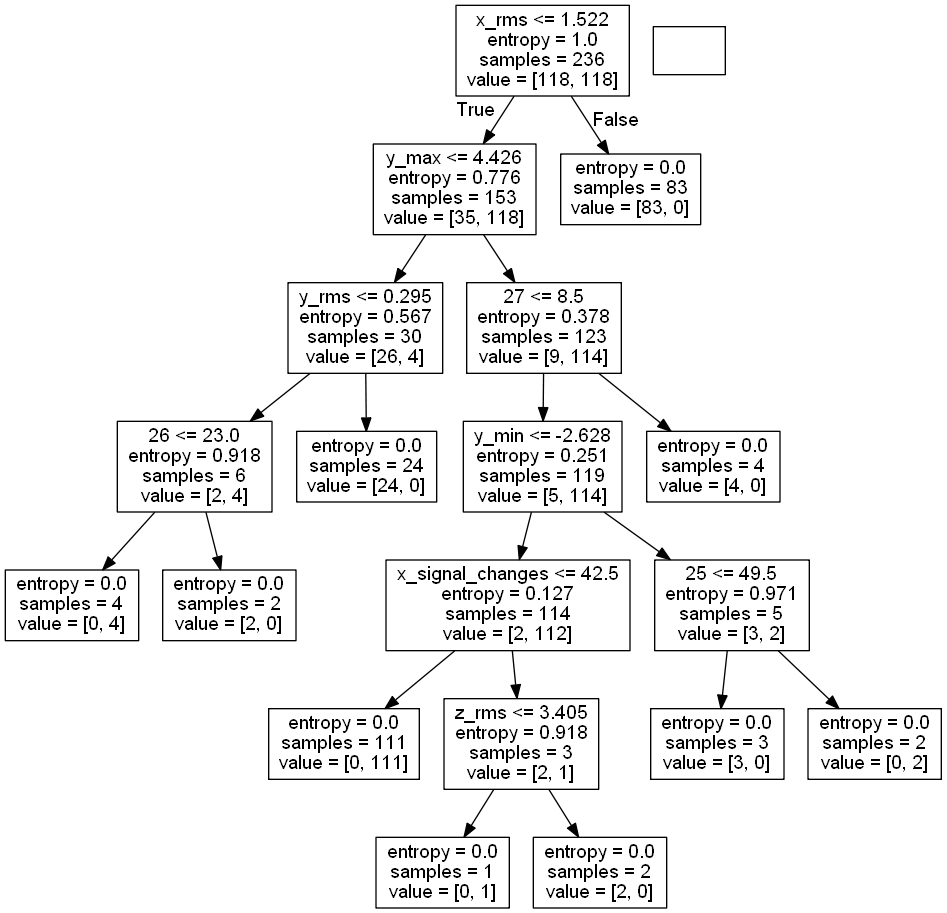 x_rms <= 1.522
entropy = 1.0
samples = 236
value = [118, 118]
True
False
y_max <= 4.426
entropy = 0.776
samples = 153
value = [35, 118]
entropy = 0.0
samples = 83
value = [83, 0]
y_rms <= 0.295
entropy = 0.567
samples = 30
value = [26, 4]
27 <= 8.5
entropy = 0.378
samples = 123
value = [9, 114]
26 <= 23.0
entropy = 0.918
samples = 6
value = [2, 4]
entropy = 0.0
samples = 24
value = [24, 0]
y_min <= -2.628
entropy = 0.251
samples = 119
value = [5, 114]
entropy = 0.0
samples = 4
value = [4, 0]
entropy = 0.0
samples = 4
value = [0, 4]
entropy = 0.0
samples = 2
value = [2, 0]
x_signal_changes <= 42.5
entropy = 0.127
samples = 114
value = [2, 112]
25 <= 49.5
entropy = 0.971
samples = 5
value = [3, 2]
entropy = 0.0
samples = 111
value = [0, 111]
z_rms <= 3.405
entropy = 0.918
samples = 3
value = [2, 1]
entropy = 0.0
samples = 3
value = [3, 0]
entropy = 0.0
samples = 2
value = [0, 2]
entropy = 0.0
samples = 1
value = [0, 1]
entropy = 0.0
samples = 2
value = [2, 0]